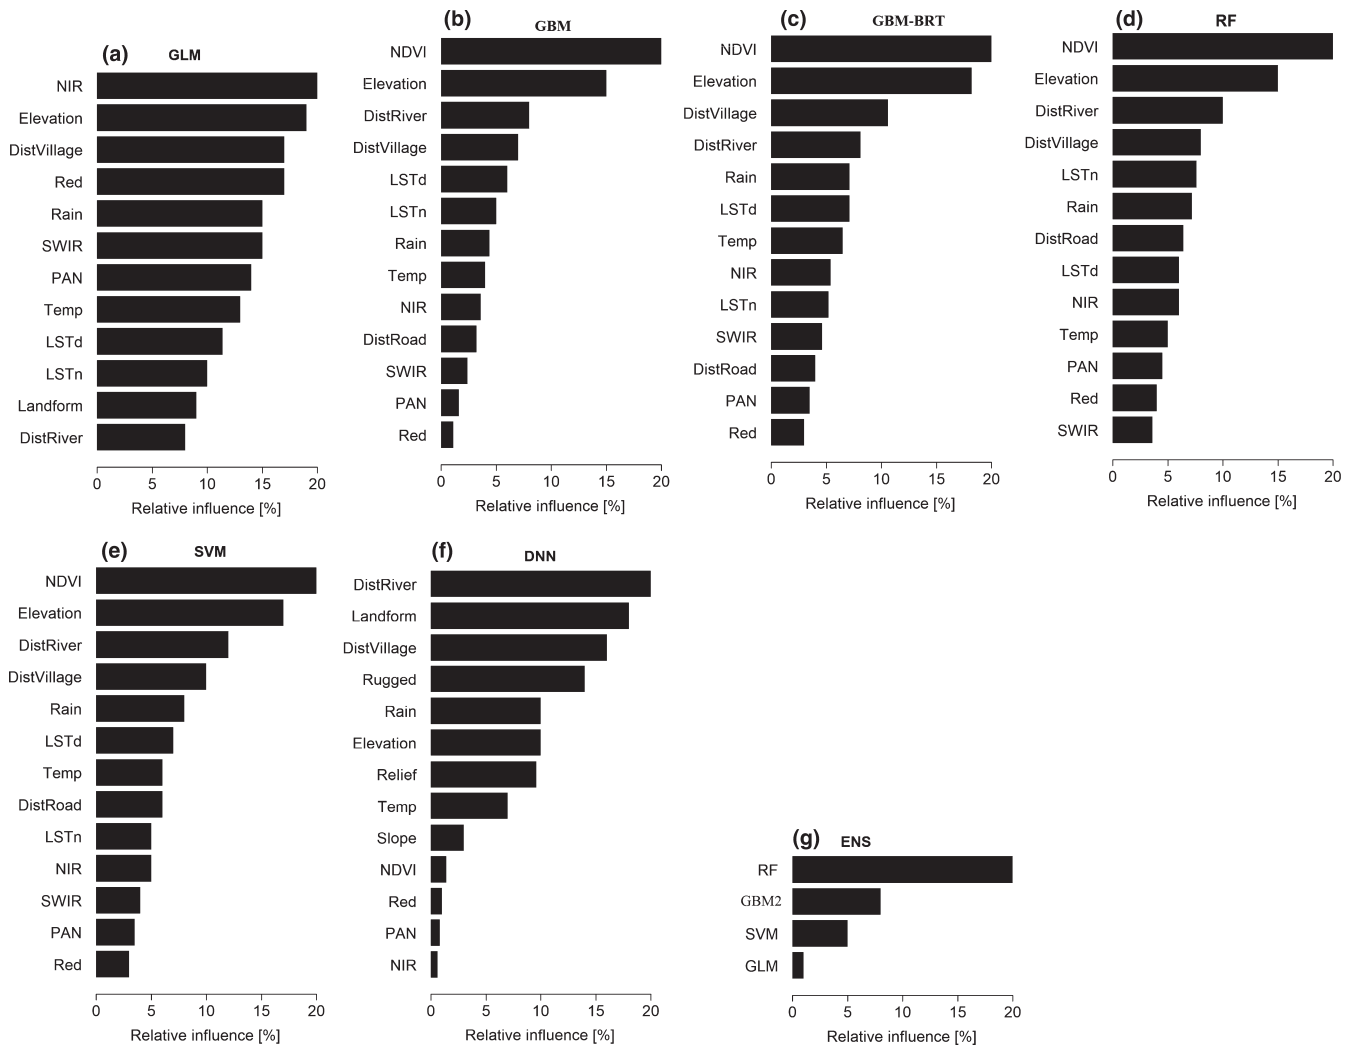 (a) GLM
NIR
Elevation
DistVillage
Red
Rain
SWIR
PAN
Temp
LSTd
LSTn
Landform
DistRiver
0 5 10 15 20
Relative influence [%]
(b) GBM
NDVI
Elevation
DistRiver
DistVillage
LSTd
LSTn
Rain
Temp
NIR
DistRoad
SWIR
PAN
Red
0 5 10 15 20
Relative influence [%]
(c) GBM-BRT
NDVI
Elevation
DistVillage
DistRiver
Rain
LSTd
Temp
NIR
LSTn
SWIR
DistRoad
PAN
Red
0 5 10 15 20
Relative influence [%]
(d) RF
NDVI
Elevation
DistRiver
DistVillage
LSTn
Rain
DistRoad
LSTd
NIR
Temp
PAN
Red
SWIR
0 5 10 15 20
Relative influence [%]
(e) SVM
NDVI
Elevation
DistRiver
DistVillage
Rain
LSTd
Temp
DistRoad
LSTn
NIR
SWIR
PAN
Red
0 5 10 15 20
Relative influence [%]
(f) DNN
DistRiver
Landform
DistVillage
Rugged
Rain
Elevation
Relief
Temp
Slope
NDVI
Red
PAN
NIR
0 5 10 15 20
Relative influence [%]
(g) ENS
RF
GBM2
SVM
GLM
0 5 10 15 20
Relative influence [%]